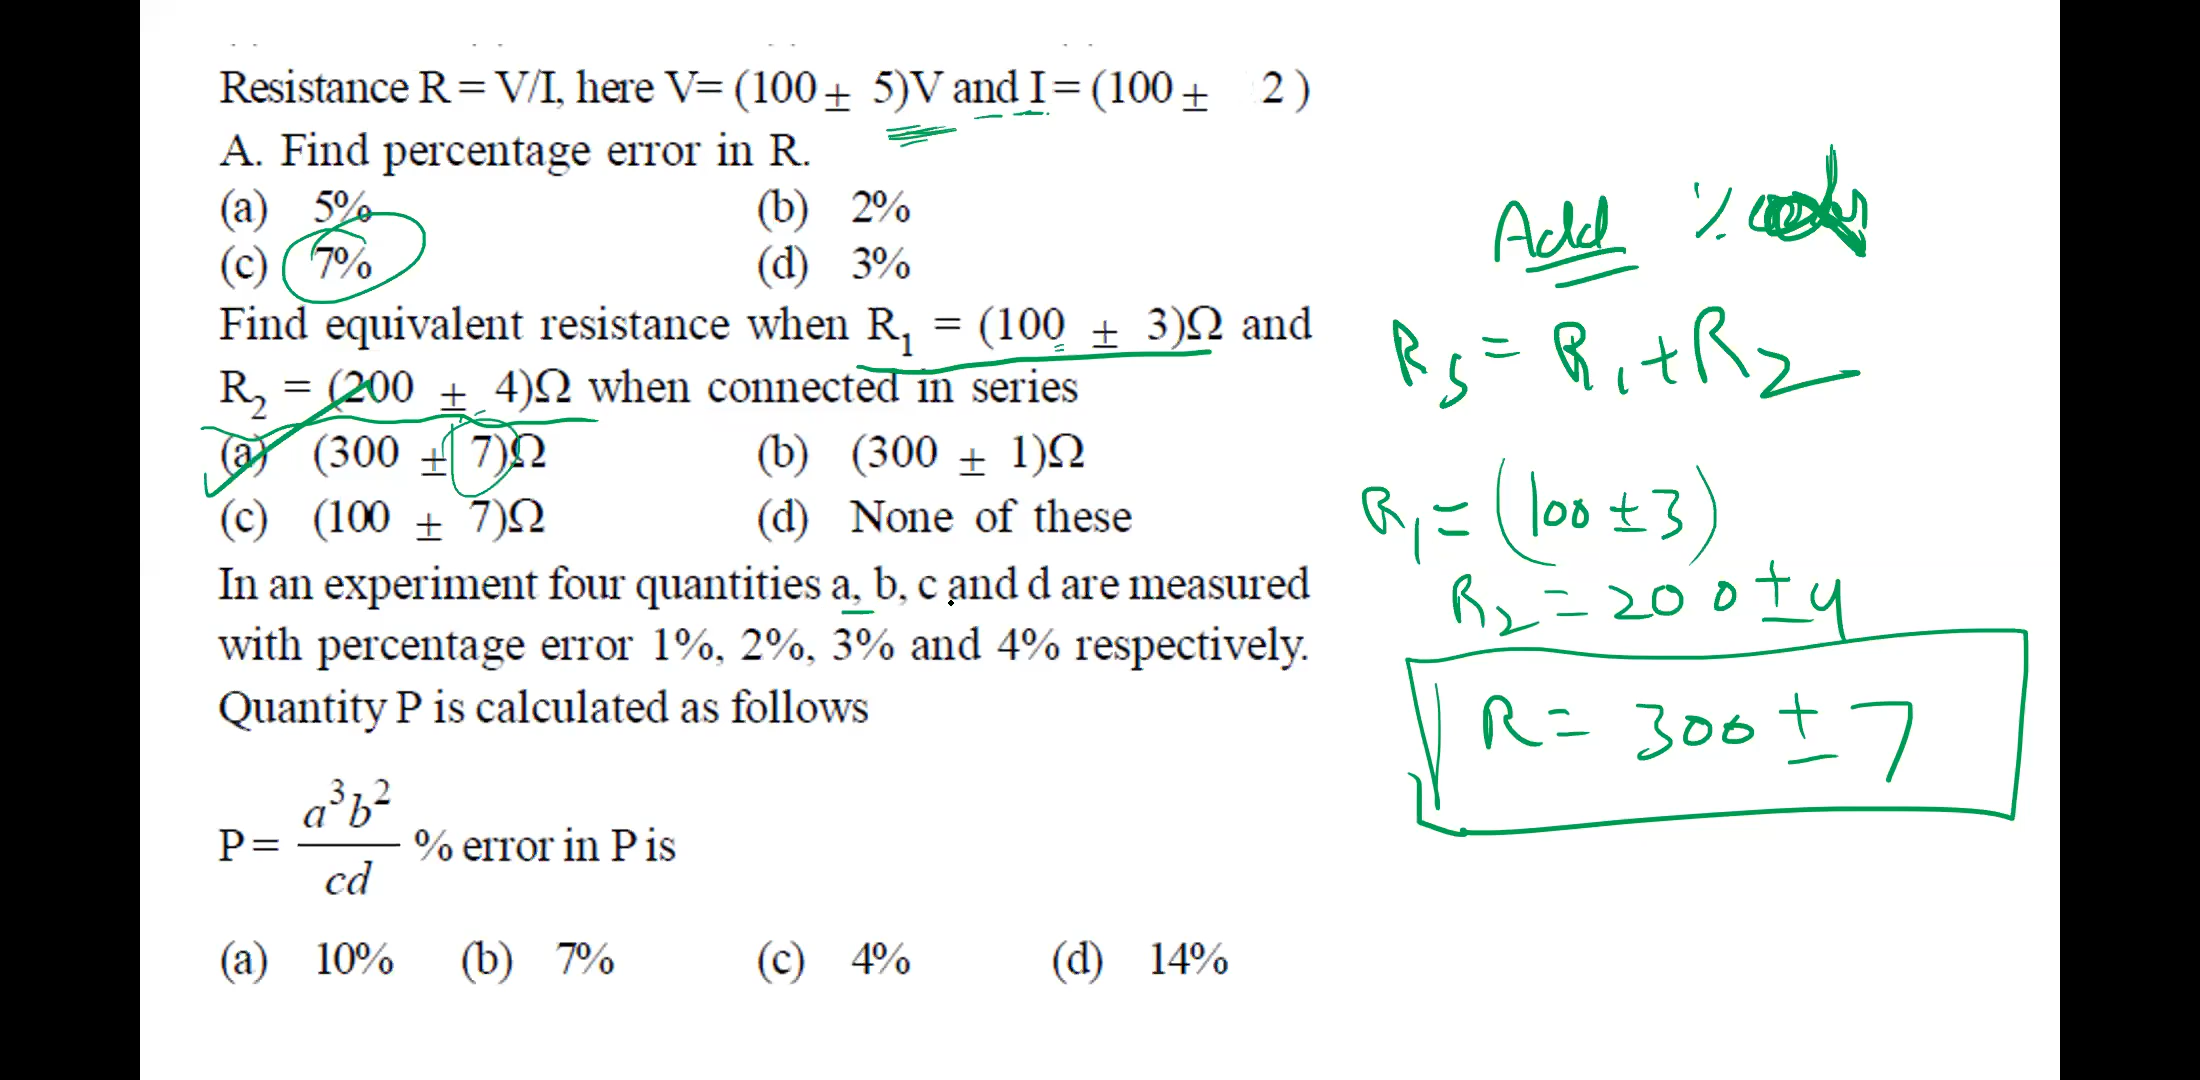 Resistance R = V/I, here V= (100 ± 5)V and I = (100 ± 2 )
A. Find percentage error in R.
(a) 5% (b) 2%
(c) 7% (d) 3%
Find equivalent resistance when R₁ = (100 ± 3)Ω and
R₂ = (200 ± 4)Ω when connected in series
(a) (300 ± 7)Ω (b) (300 ± 1)Ω
(c) (100 ± 7)Ω (d) None of these
In an experiment four quantities a, b, c and d are measured
with percentage error 1%, 2%, 3% and 4% respectively.
Quantity P is calculated as follows
P = a³b²/cd % error in P is
(a) 10% (b) 7% (c) 4% (d) 14%
Add %
R_S = R₁ + R₂
R₁ = (100 ± 3)
R₂ = 200 ± 4
R = 300 ± 7